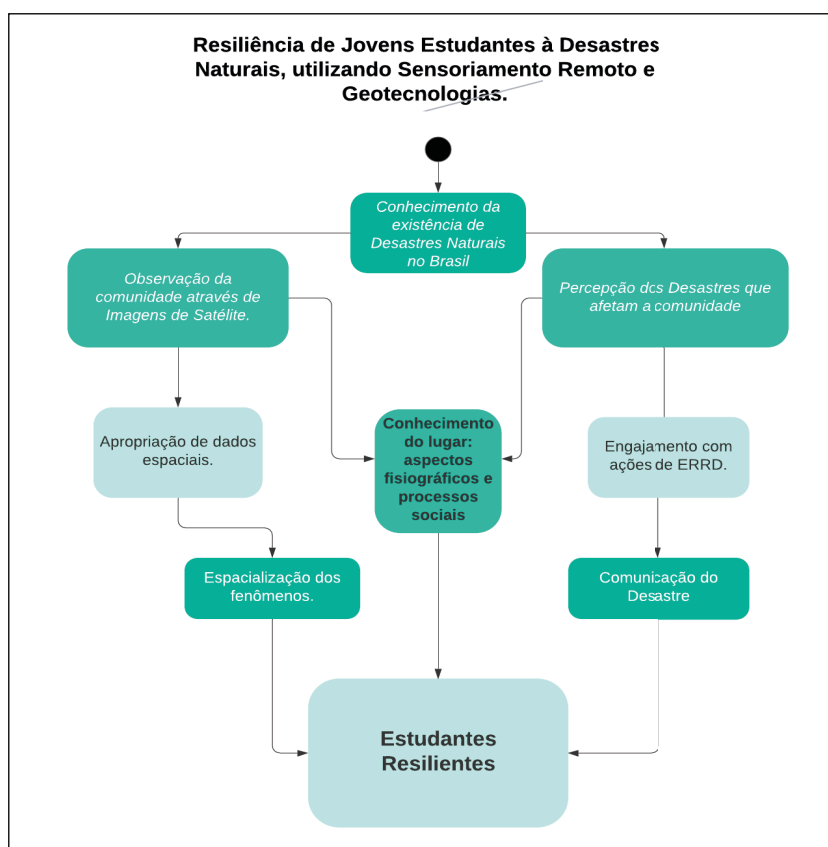 Resiliência de Jovens Estudantes à Desastres
Naturais, utilizando Sensoriamento Remoto e
Geotecnologias.
Conhecimento da
existência de
Desastres Naturais
no Brasil
Observação da
comunidade através de
Imagens de Satélite.
Percepção dos Desastres que
afetam a comunidade
Apropriação de dados
espaciais.
Conhecimento
do lugar:
aspectos
fisiográficos e
processos
sociais
Engajamento com
ações de ERRD.
Espacialização dos
fenômenos.
Comunicação do
Desastre
Estudantes
Resilientes